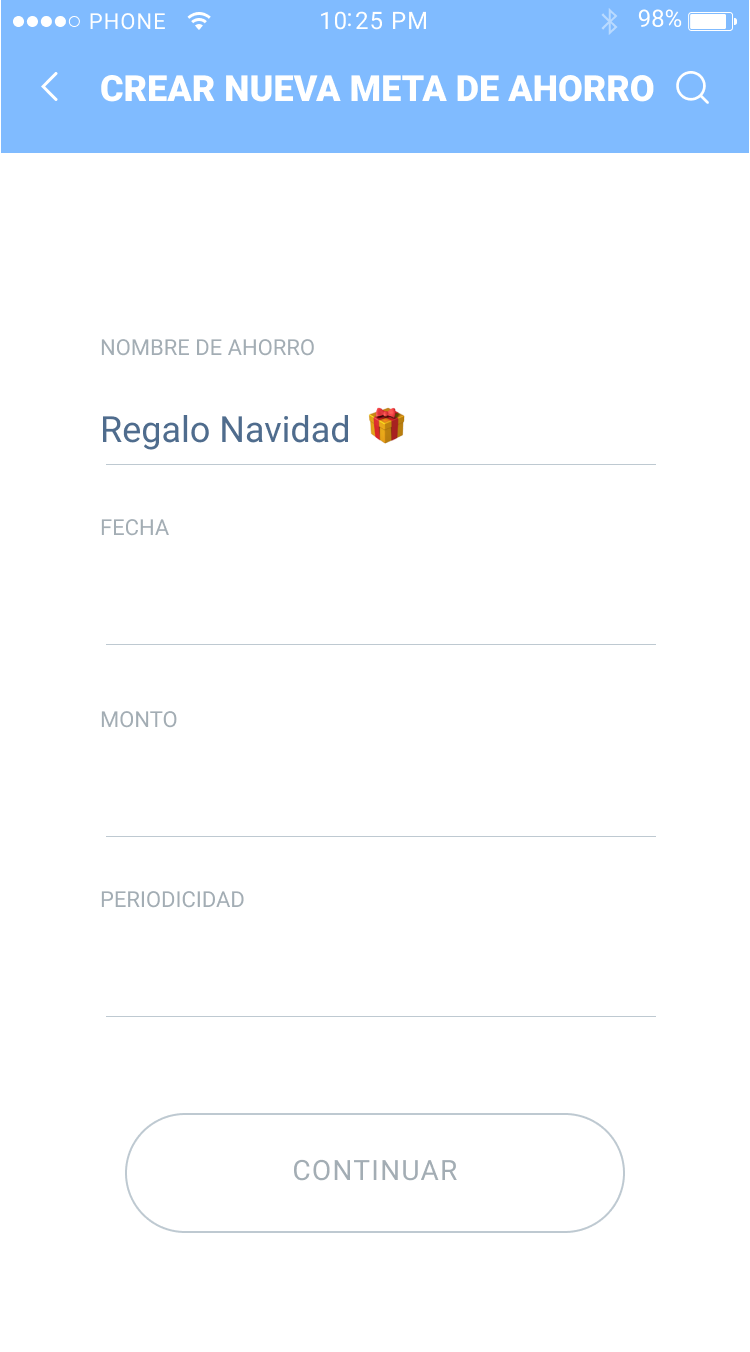 PHONE 10:25 PM 98%
CREAR NUEVA META DE AHORRO
NOMBRE DE AHORRO
Regalo Navidad 🎁
FECHA
MONTO
PERIODICIDAD
CONTINUAR